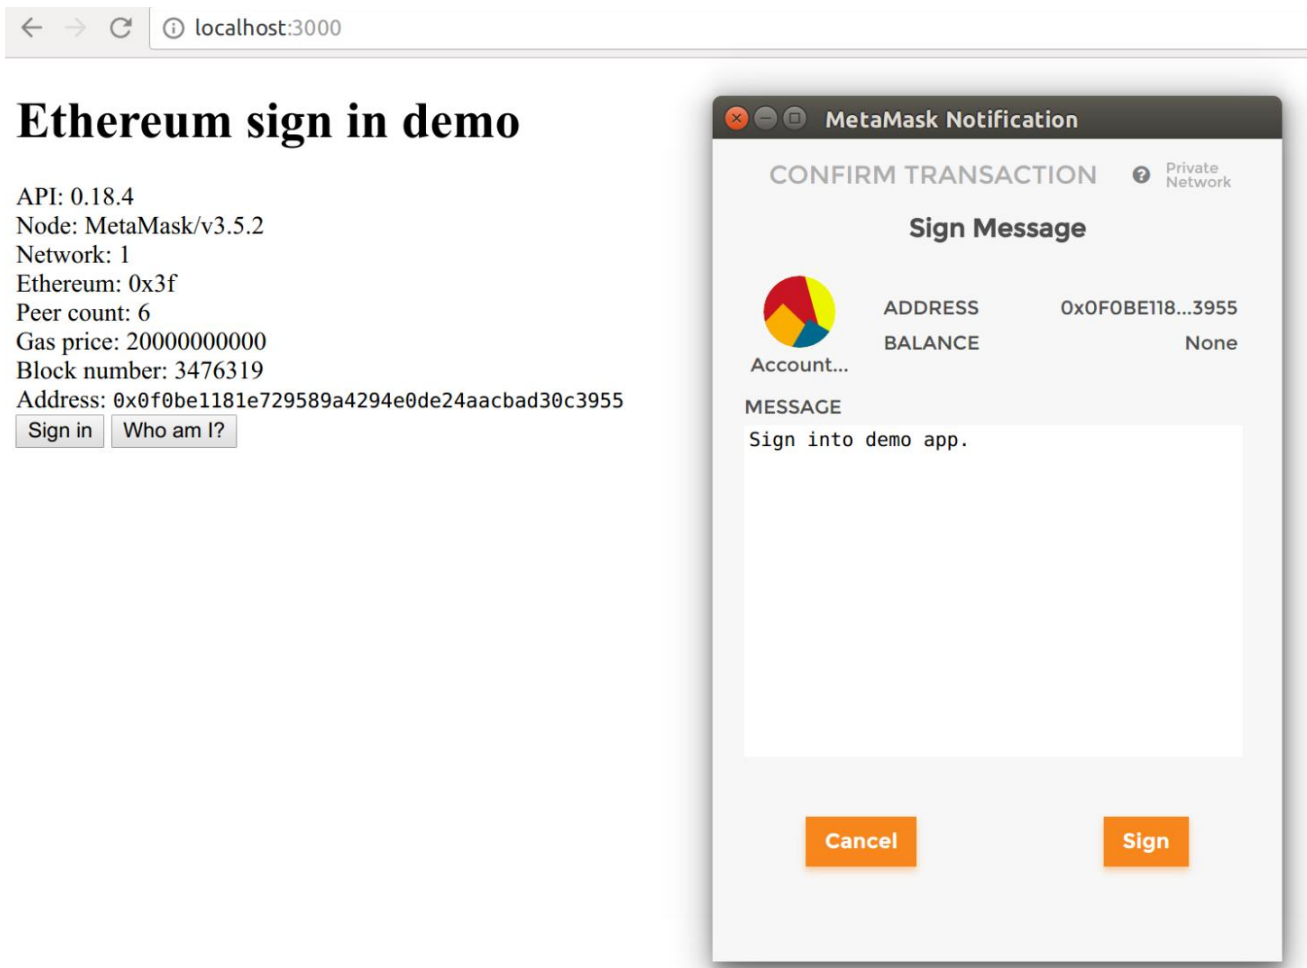 localhost:3000
Ethereum sign in demo
API: 0.18.4
Node: MetaMask/v3.5.2
Network: 1
Ethereum: 0x3f
Peer count: 6
Gas price: 20000000000
Block number: 3476319
Address: 0x0f0be1181e729589a4294e0de24aacbad30c3955
Sign in Who am I?
MetaMask Notification
CONFIRM TRANSACTION ? Private Network
Sign Message
ADDRESS 0x0F0BE118...3955
BALANCE None
Account...
MESSAGE
Sign into demo app.
Cancel Sign